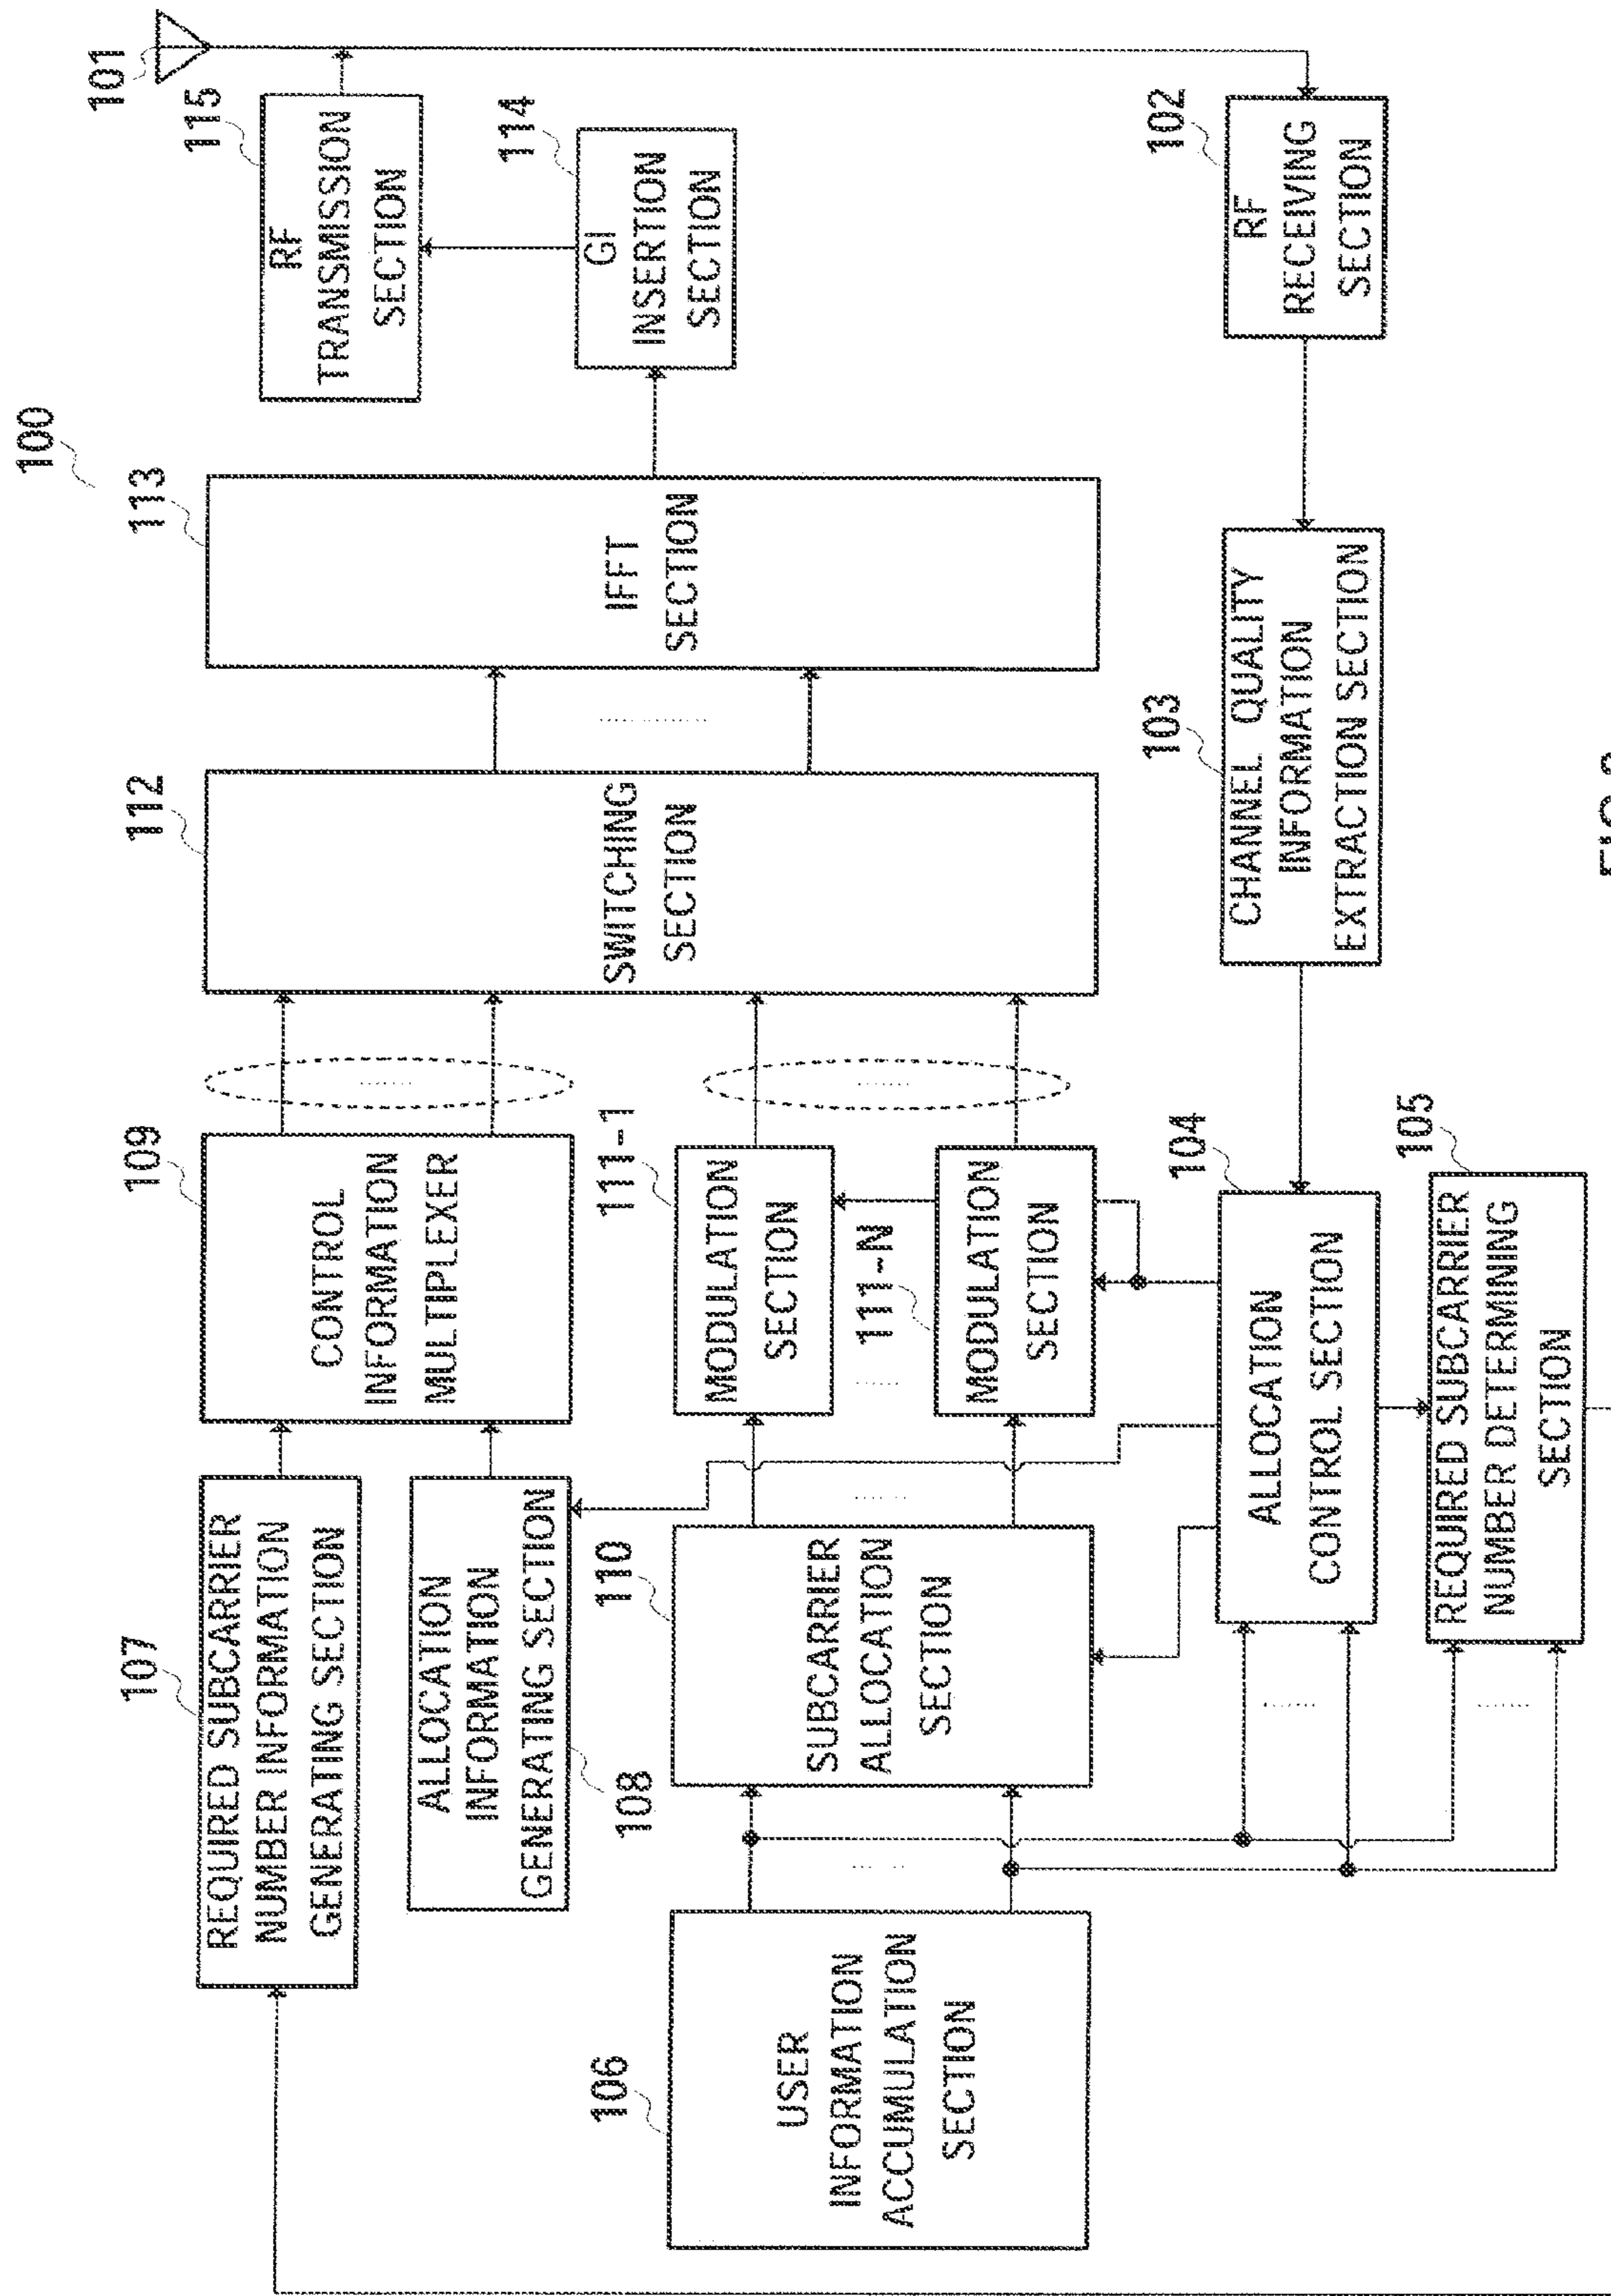 100
107
REQUIRED SUBCARRIER
NUMBER INFORMATION
GENERATING SECTION
109
CONTROL
INFORMATION
MULTIPLEXER
112
SWITCHING
SECTION
113
IFFT
SECTION
115
RF
TRANSMISSION
SECTION
101
ALLOCATION
INFORMATION
GENERATING SECTION
108
114
GI
INSERTION
SECTION
106
USER
INFORMATION
ACCUMULATION
SECTION
110
SUBCARRIER
ALLOCATION
SECTION
111-1
MODULATION
SECTION
111-N
MODULATION
SECTION
104
ALLOCATION
CONTROL SECTION
103
CHANNEL QUALITY
INFORMATION
EXTRACTION SECTION
102
RF
RECEIVING
SECTION
105
REQUIRED SUBCARRIER
NUMBER DETERMINING
SECTION